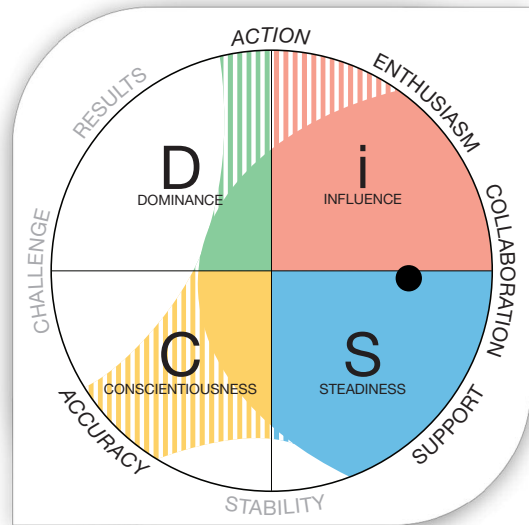 ACTION
ENTHUSIASM
RESULTS
D
DOMINANCE
i
INFLUENCE
COLLABORATION
CHALLENGE
C
CONSCIENTIOUSNESS
S
STEADINESS
ACCURACY
SUPPORT
STABILITY